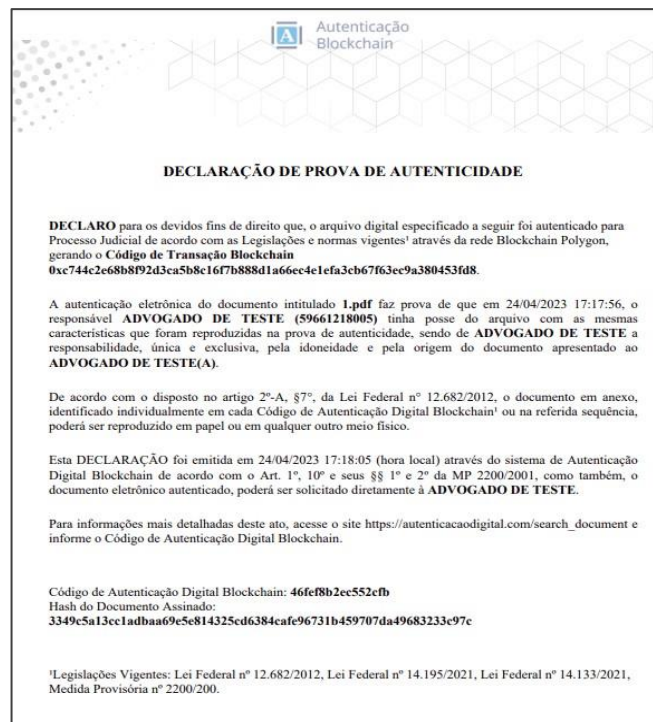 Autenticação
Blockchain
DECLARAÇÃO DE PROVA DE AUTENTICIDADE
DECLARO para os devidos fins de direito que, o arquivo digital especificado a seguir foi autenticado para
Processo Judicial de acordo com as Legislações e normas vigentes¹ através da rede Blockchain Polygon,
gerando o Código de Transação Blockchain
0xc744c2e68b8f92d3ca5b8c16f7b888d1a66ec4e1efa3cb67f63ec9a380453fd8.
A autenticação eletrônica do documento intitulado 1.pdf faz prova de que em 24/04/2023 17:17:56, o
responsável ADVOGADO DE TESTE (59661218005) tinha posse do arquivo com as mesmas
características que foram reproduzidas na prova de autenticidade, sendo de ADVOGADO DE TESTE a
responsabilidade, única e exclusiva, pela idoneidade e pela origem do documento apresentado ao
ADVOGADO DE TESTE(A).
De acordo com o disposto no artigo 2º-A, §7°, da Lei Federal n° 12.682/2012, o documento em anexo,
identificado individualmente em cada Código de Autenticação Digital Blockchain¹ ou na referida sequência,
poderá ser reproduzido em papel ou em qualquer outro meio físico.
Esta DECLARAÇÃO foi emitida em 24/04/2023 17:18:05 (hora local) através do sistema de Autenticação
Digital Blockchain de acordo com o Art. 1º, 10º e seus §§ 1º e 2º da MP 2200/2001, como também, o
documento eletrônico autenticado, poderá ser solicitado diretamente à ADVOGADO DE TESTE.
Para informações mais detalhadas deste ato, acesse o site https://autenticacaodigital.com/search_document e
informe o Código de Autenticação Digital Blockchain.
Código de Autenticação Digital Blockchain: 46fef8b2ec552cfb
Hash do Documento Assinado:
3349c5a13cc1adbaa69e5e814325cd6384cafe96731b459707da49683233c97c
¹Legislações Vigentes: Lei Federal nº 12.682/2012, Lei Federal nº 14.195/2021, Lei Federal nº 14.133/2021,
Medida Provisória nº 2200/200.